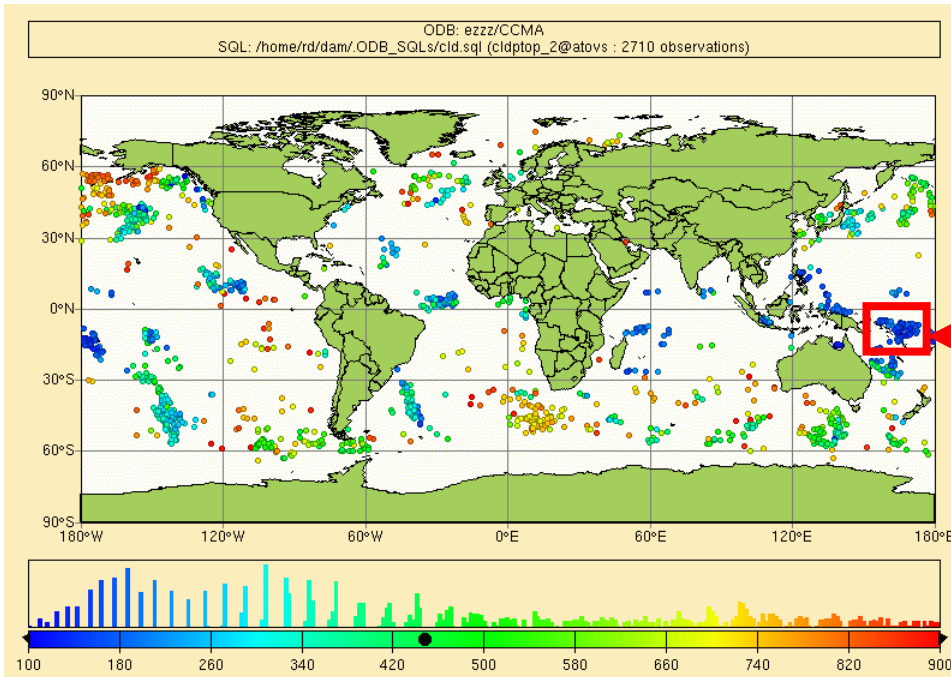 ODB: ezzz/CCMA
SQL: /home/rd/dam/.ODB_SQLs/cld.sql (cldptop_2@atovs : 2710 observations)
90°N
60°N
30°N
0°N
30°S
60°S
90°S
180°W 120°W 60°W 0°E 60°E 120°E 180°E
100 180 260 340 420 500 580 660 740 820 900